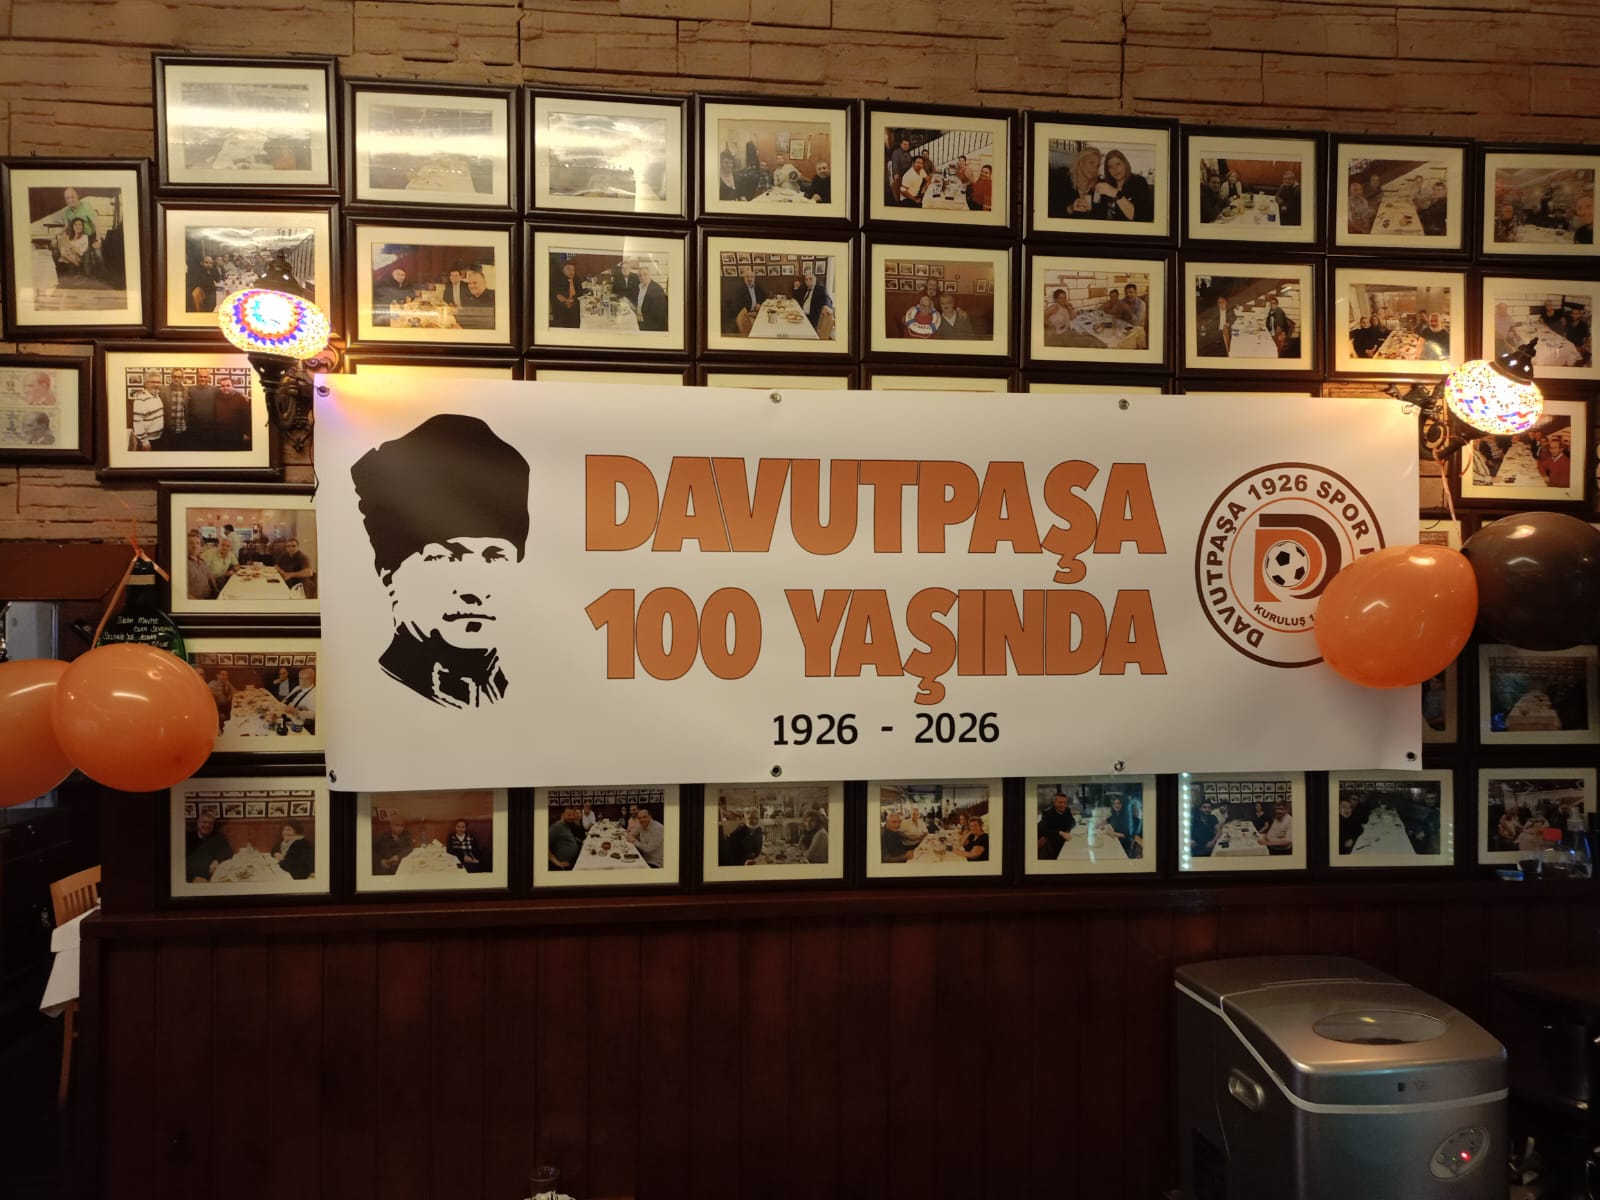 DAVUTPAŞA
100 YAŞINDA
1926 - 2026
DAVUTPAŞA 1926 SPOR
KURULUŞ